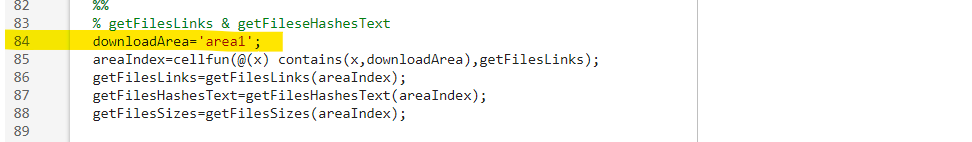 82 %%
83 % getFilesLinks & getFileseHashesText
84 downloadArea='area1';
85 areaIndex=cellfun(@(x) contains(x,downloadArea),getFilesLinks);
86 getFilesLinks=getFilesLinks(areaIndex);
87 getFilesHashesText=getFilesHashesText(areaIndex);
88 getFilesSizes=getFilesSizes(areaIndex);
89